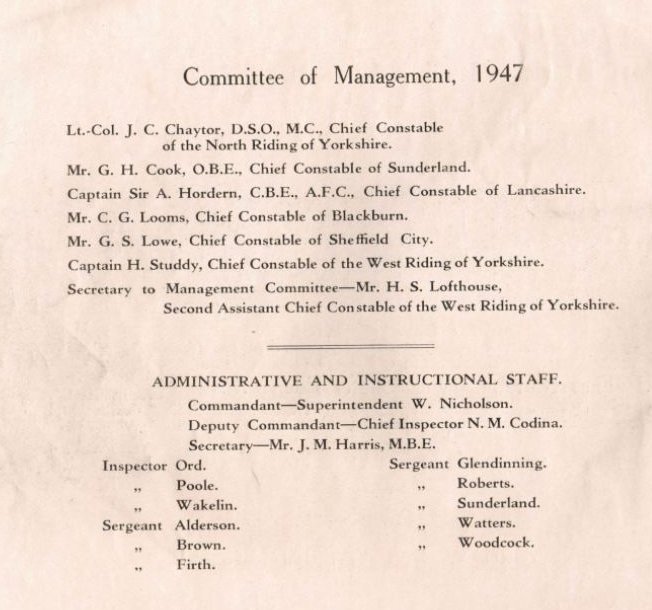 Committee of Management, 1947
Lt.-Col. J. C. Chaytor, D.S.O., M.C., Chief Constable
of the North Riding of Yorkshire.
Mr. G. H. Cook, O.B.E., Chief Constable of Sunderland.
Captain Sir A. Hordern, C.B.E., A.F.C., Chief Constable of Lancashire.
Mr. C. G. Looms, Chief Constable of Blackburn.
Mr. G. S. Lowe, Chief Constable of Sheffield City.
Captain H. Studdy, Chief Constable of the West Riding of Yorkshire.
Secretary to Management Committee—Mr. H. S. Lofthouse,
Second Assistant Chief Constable of the West Riding of Yorkshire.
ADMINISTRATIVE AND INSTRUCTIONAL STAFF.
Commandant—Superintendent W. Nicholson.
Deputy Commandant—Chief Inspector N. M. Codina.
Secretary—Mr. J. M. Harris, M.B.E.
Inspector Ord.
„ Poole.
„ Wakelin.
Sergeant Alderson.
„ Brown.
„ Firth.
Sergeant Glendinning.
„ Roberts.
„ Sunderland.
„ Watters.
„ Woodcock.